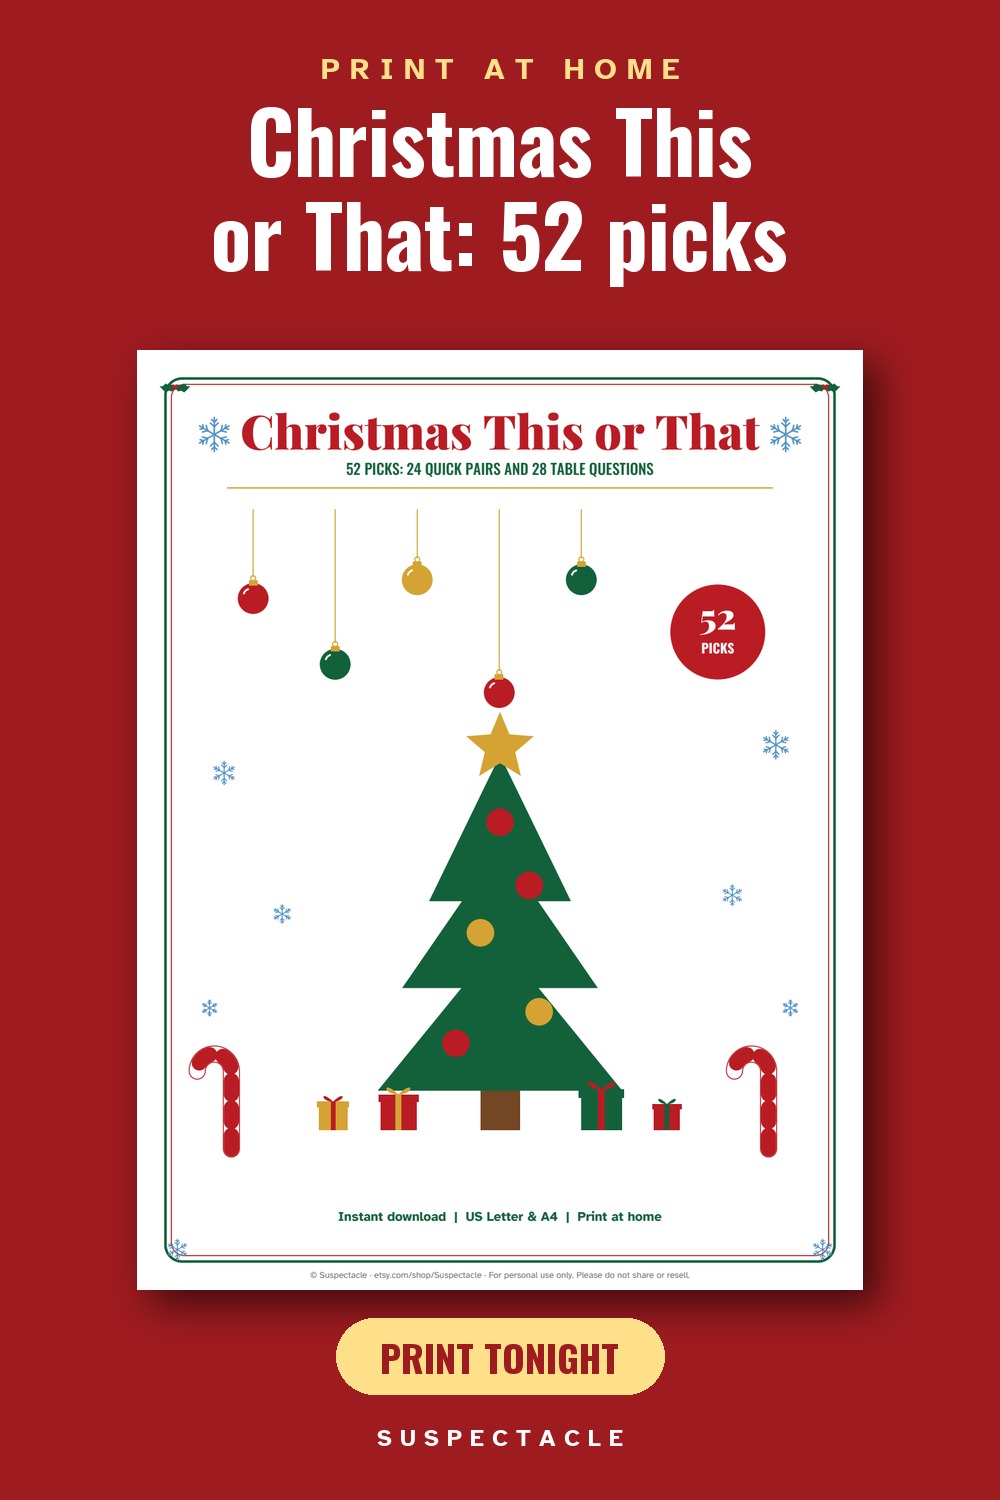 PRINT AT HOME
Christmas This
or That: 52 picks
Christmas This or That
52 PICKS: 24 QUICK PAIRS AND 28 TABLE QUESTIONS
52
PICKS
Instant download | US Letter & A4 | Print at home
© Suspectacle · etsy.com/shop/Suspectacle · For personal use only. Please do not share or resell.
PRINT TONIGHT
SUSPECTACLE